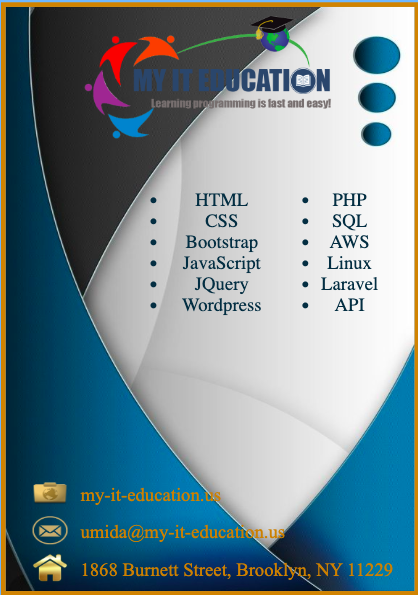 MY IT EDUCATION
Learning programming is fast and easy!
HTML
CSS
Bootstrap
JavaScript
JQuery
Wordpress
PHP
SQL
AWS
Linux
Laravel
API
my-it-education.us
umida@my-it-education.us
1868 Burnett Street, Brooklyn, NY 11229